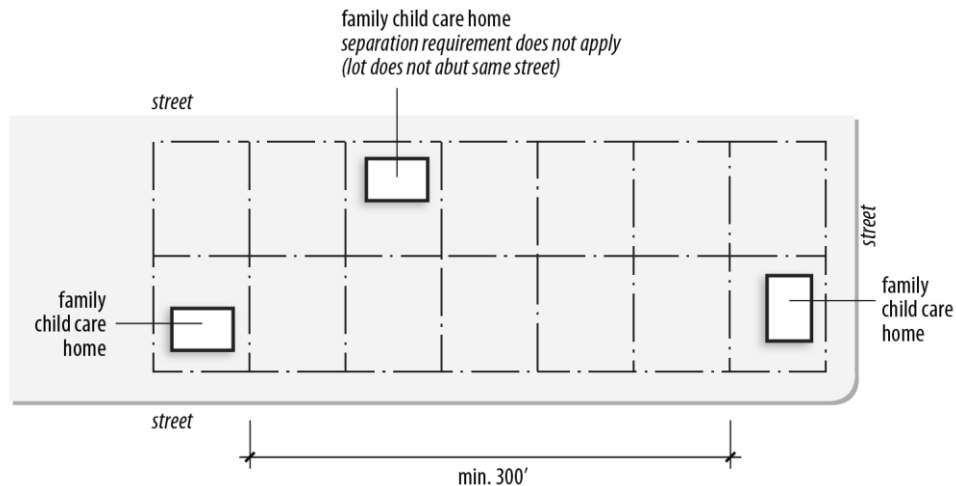 family child care home
separation requirement does not apply
(lot does not abut same street)
street
street
family
child care
home
family
child care
home
street
min. 300′